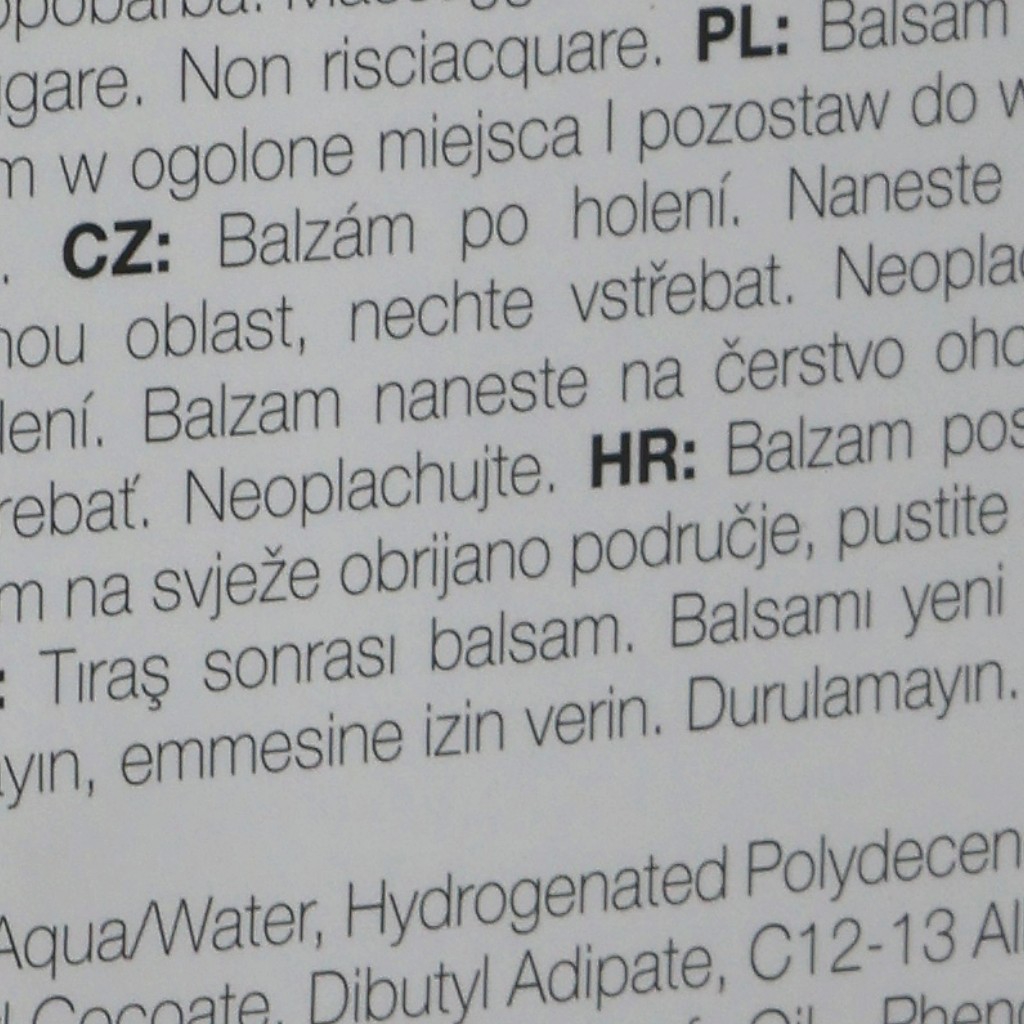 Non risciacquare. PL: Balsam
w ogolone miejsca I pozostaw do
CZ: Balzám po holení. Naneste
oblast, nechte vstřebat.
Balzam naneste na čerstvo
Neoplachujte. HR: Balzam
na svježe obrijano područje, pustite
: Tıraş sonrası balsam. Balsamı yeni
emmesine izin verin. Durulamayın.
Aqua/Water, Hydrogenated
Cocoate, Dibutyl Adipate, C12-13
Oil,